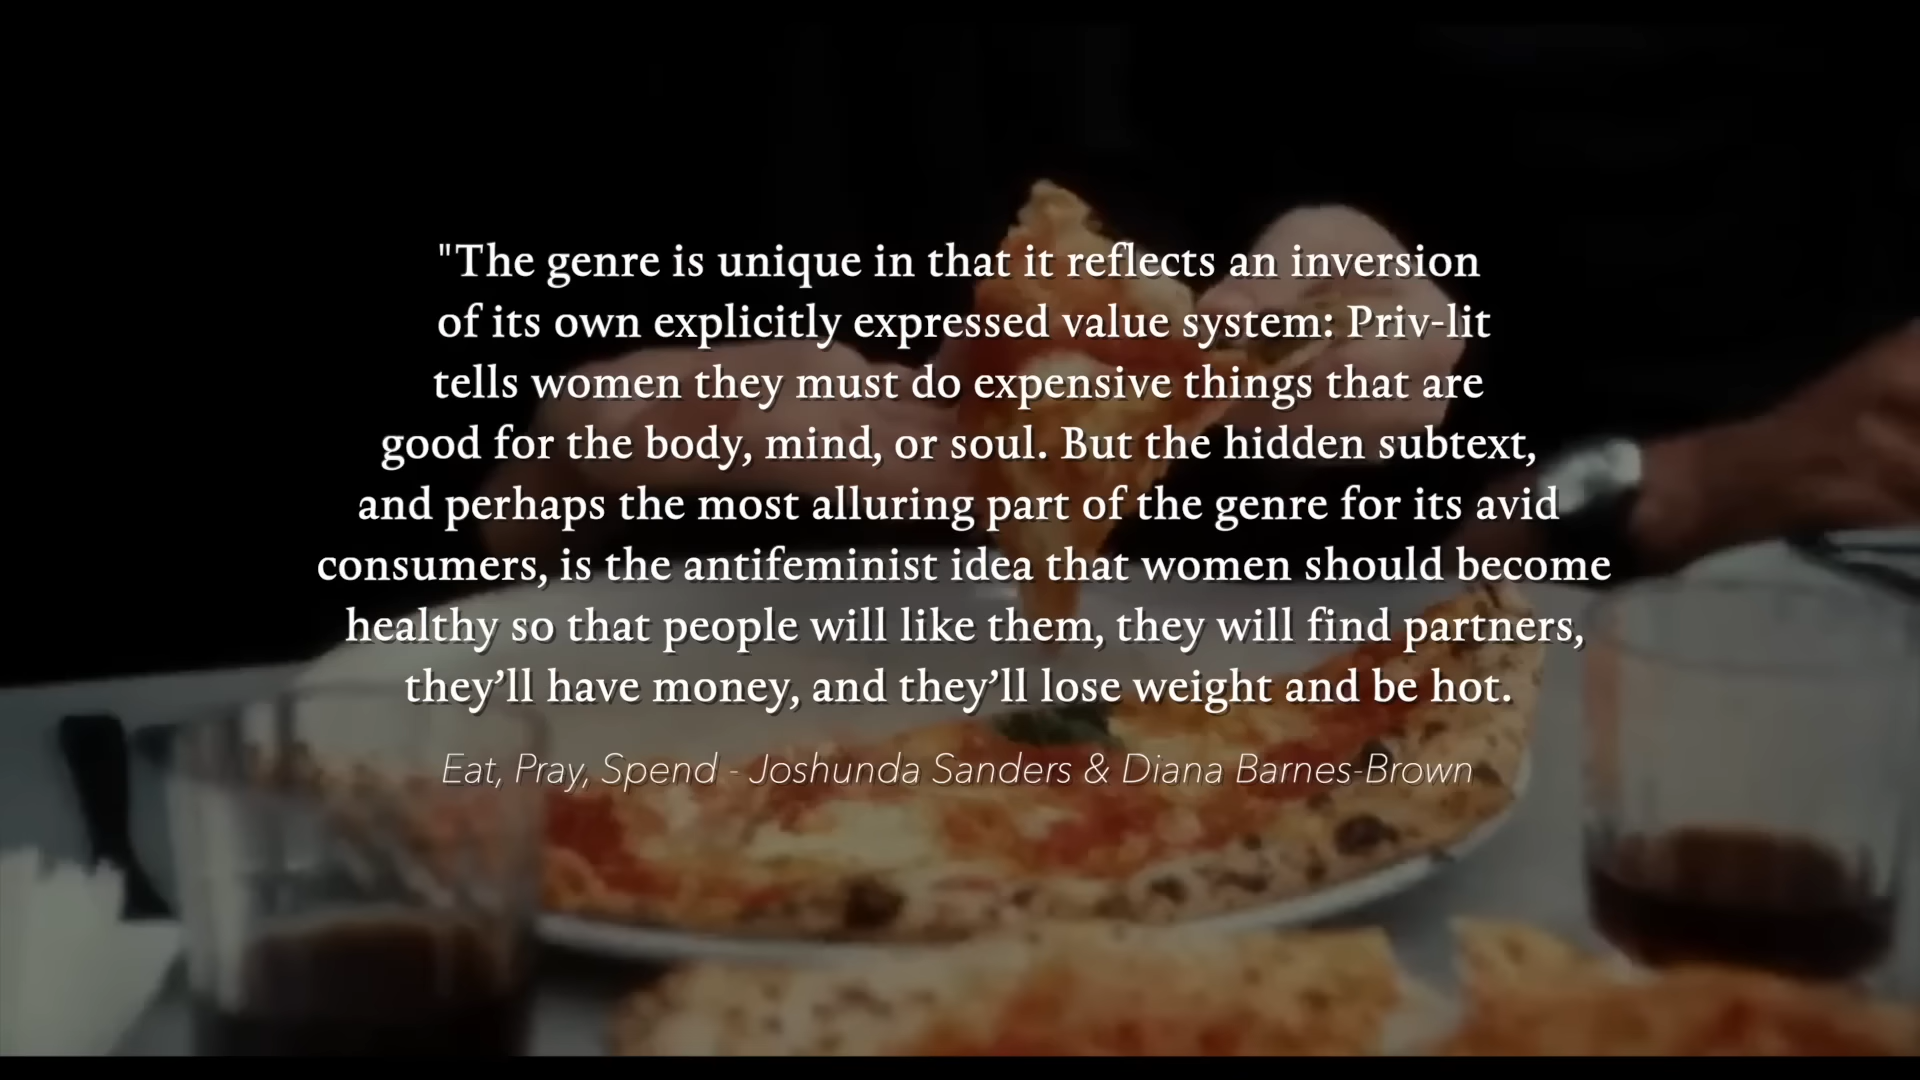 "The genre is unique in that it reflects an inversion
of its own explicitly expressed value system: Priv-lit
tells women they must do expensive things that are
good for the body, mind, or soul. But the hidden subtext,
and perhaps the most alluring part of the genre for its avid
consumers, is the antifeminist idea that women should become
healthy so that people will like them, they will find partners,
they’ll have money, and they’ll lose weight and be hot.
Eat, Pray, Spend - Joshunda Sanders & Diana Barnes-Brown